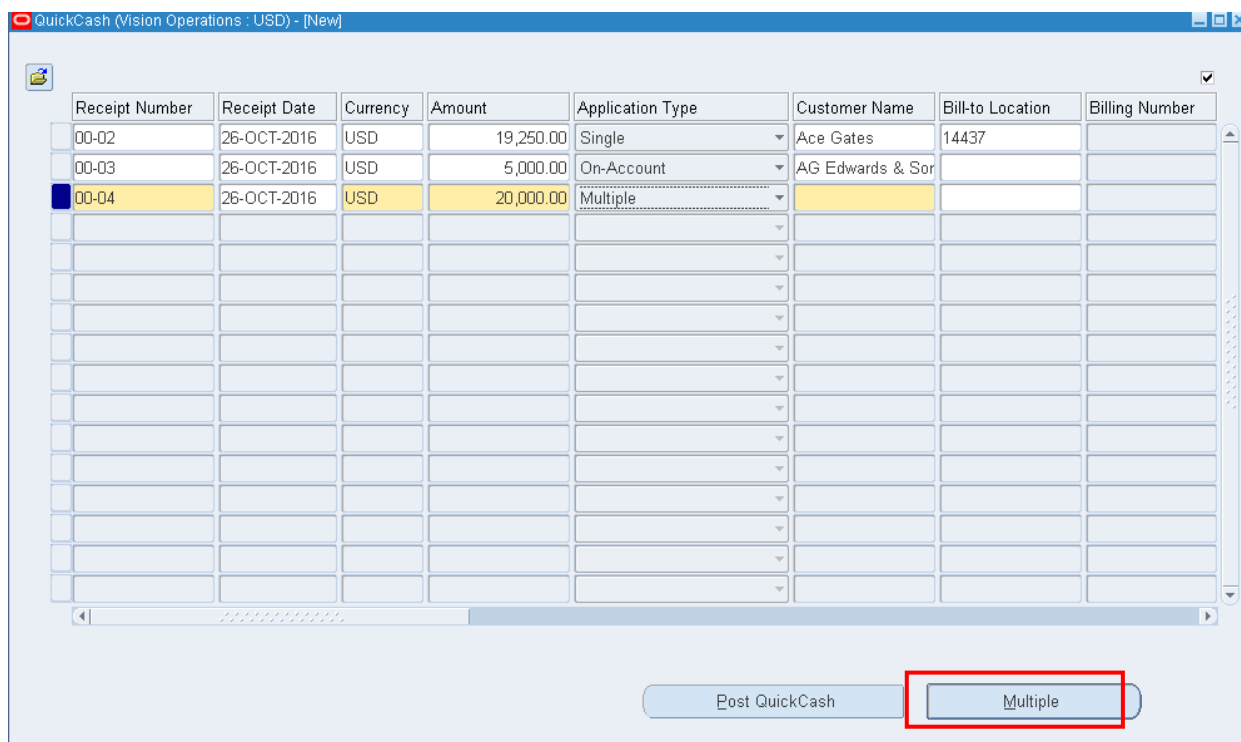 QuickCash (Vision Operations : USD) - [New]
Receipt Number Receipt Date Currency Amount Application Type Customer Name Bill-to Location Billing Number
00-02 26-OCT-2016 USD 19,250.00 Single Ace Gates 14437
00-03 26-OCT-2016 USD 5,000.00 On-Account AG Edwards & Sor
00-04 26-OCT-2016 USD 20,000.00 Multiple
Post QuickCash Multiple